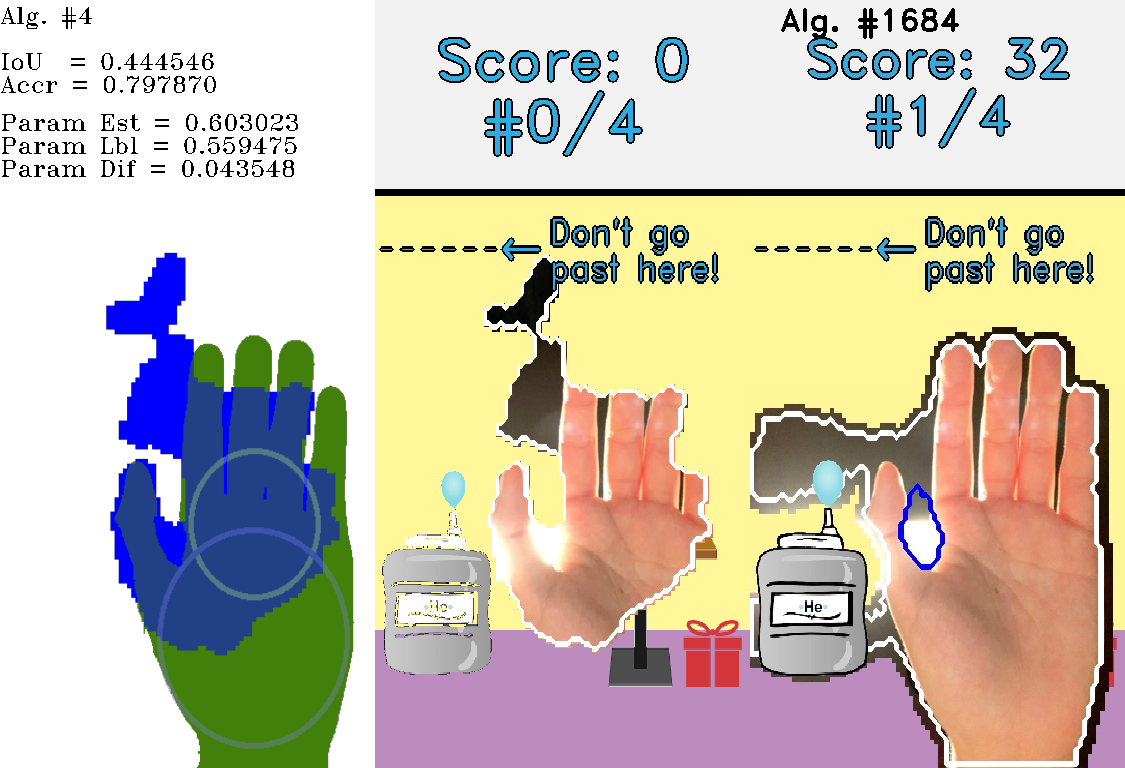 Alg. #4
IoU = 0.444546
Accr = 0.797870
Param Est = 0.603023
Param Lbl = 0.559475
Param Dif = 0.043548
Score: 0
#0/4
Don't go
past here!
He
Alg. #1684
Score: 32
#1/4
Don't go
past here!
He